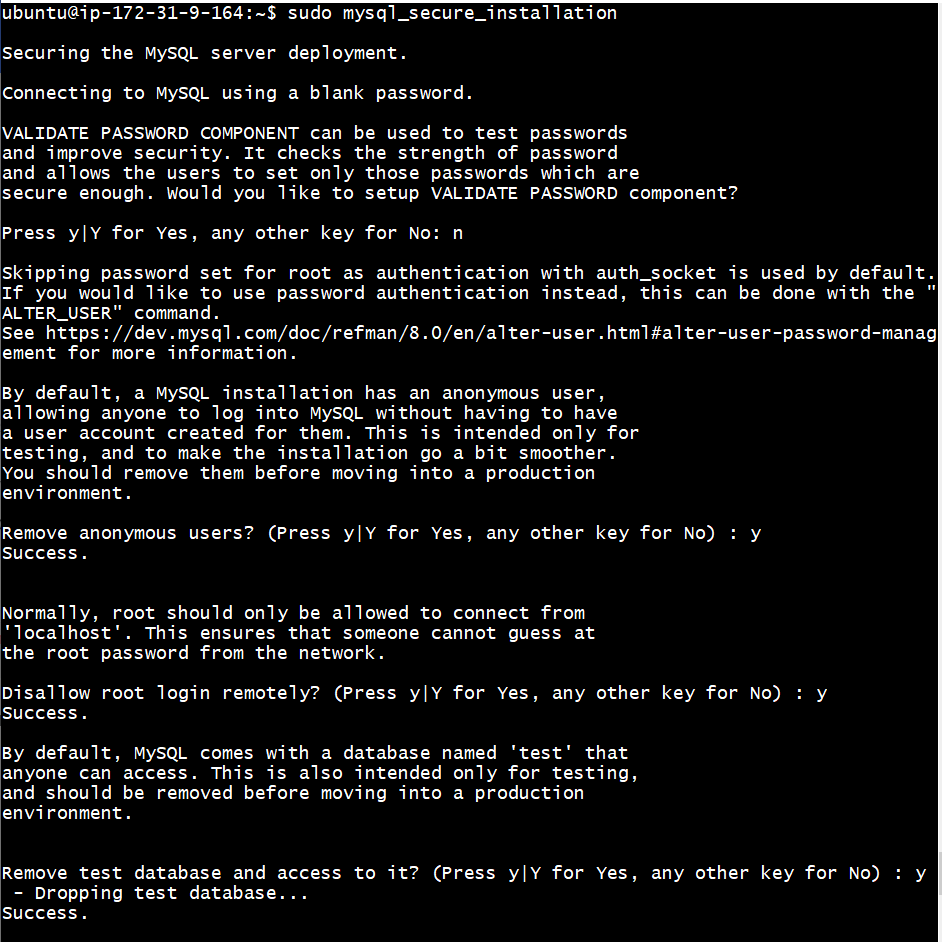 ubuntu@ip-172-31-9-164:~$ sudo mysql_secure_installation
Securing the MySQL server deployment.
Connecting to MySQL using a blank password.
VALIDATE PASSWORD COMPONENT can be used to test passwords
and improve security. It checks the strength of password
and allows the users to set only those passwords which are
secure enough. Would you like to setup VALIDATE PASSWORD component?
Press y|Y for Yes, any other key for No: n
Skipping password set for root as authentication with auth_socket is used by default.
If you would like to use password authentication instead, this can be done with the "
ALTER_USER" command.
See https://dev.mysql.com/doc/refman/8.0/en/alter-user.html#alter-user-password-manag
ement for more information.
By default, a MySQL installation has an anonymous user,
allowing anyone to log into MySQL without having to have
a user account created for them. This is intended only for
testing, and to make the installation go a bit smoother.
You should remove them before moving into a production
environment.
Remove anonymous users? (Press y|Y for Yes, any other key for No) : y
Success.
Normally, root should only be allowed to connect from
'localhost'. This ensures that someone cannot guess at
the root password from the network.
Disallow root login remotely? (Press y|Y for Yes, any other key for No) : y
Success.
By default, MySQL comes with a database named 'test' that
anyone can access. This is also intended only for testing,
and should be removed before moving into a production
environment.
Remove test database and access to it? (Press y|Y for Yes, any other key for No) : y
 - Dropping test database...
Success.